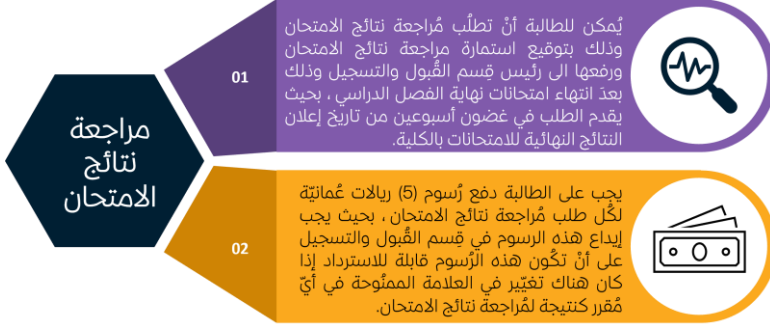 مراجعة
نتائج
الامتحان
01
يُمكن للطالبة أنْ تطلُب مُراجعة نتائج الامتحان
وذلك بتوقيع استمارة مراجعة نتائج الامتحان
ورفعها الى رئيس قِسم القُبول والتسجيل وذلك
بعدَ انتهاء امتحانات نهاية الفصل الدراسي ، بحيث
يقدم الطلب في غضون أسبوعين من تاريخ إعلان
النتائج النهائية للامتحانات بالكلية.
02
يجب على الطالبة دفع رُسوم (5) ريالات عُمانيّة
لكُل طلب مُراجعة نتائج الامتحان ، بحيث يجب
إيداع هذه الرسوم في قِسم القُبول والتسجيل
على أنْ تكُون هذه الرُسوم قابلة للاسترداد إذا
كان هناك تغيّير في العلامة الممنُوحة في أيّ
مُقرر كنتيجة لمُراجعة نتائج الامتحان.